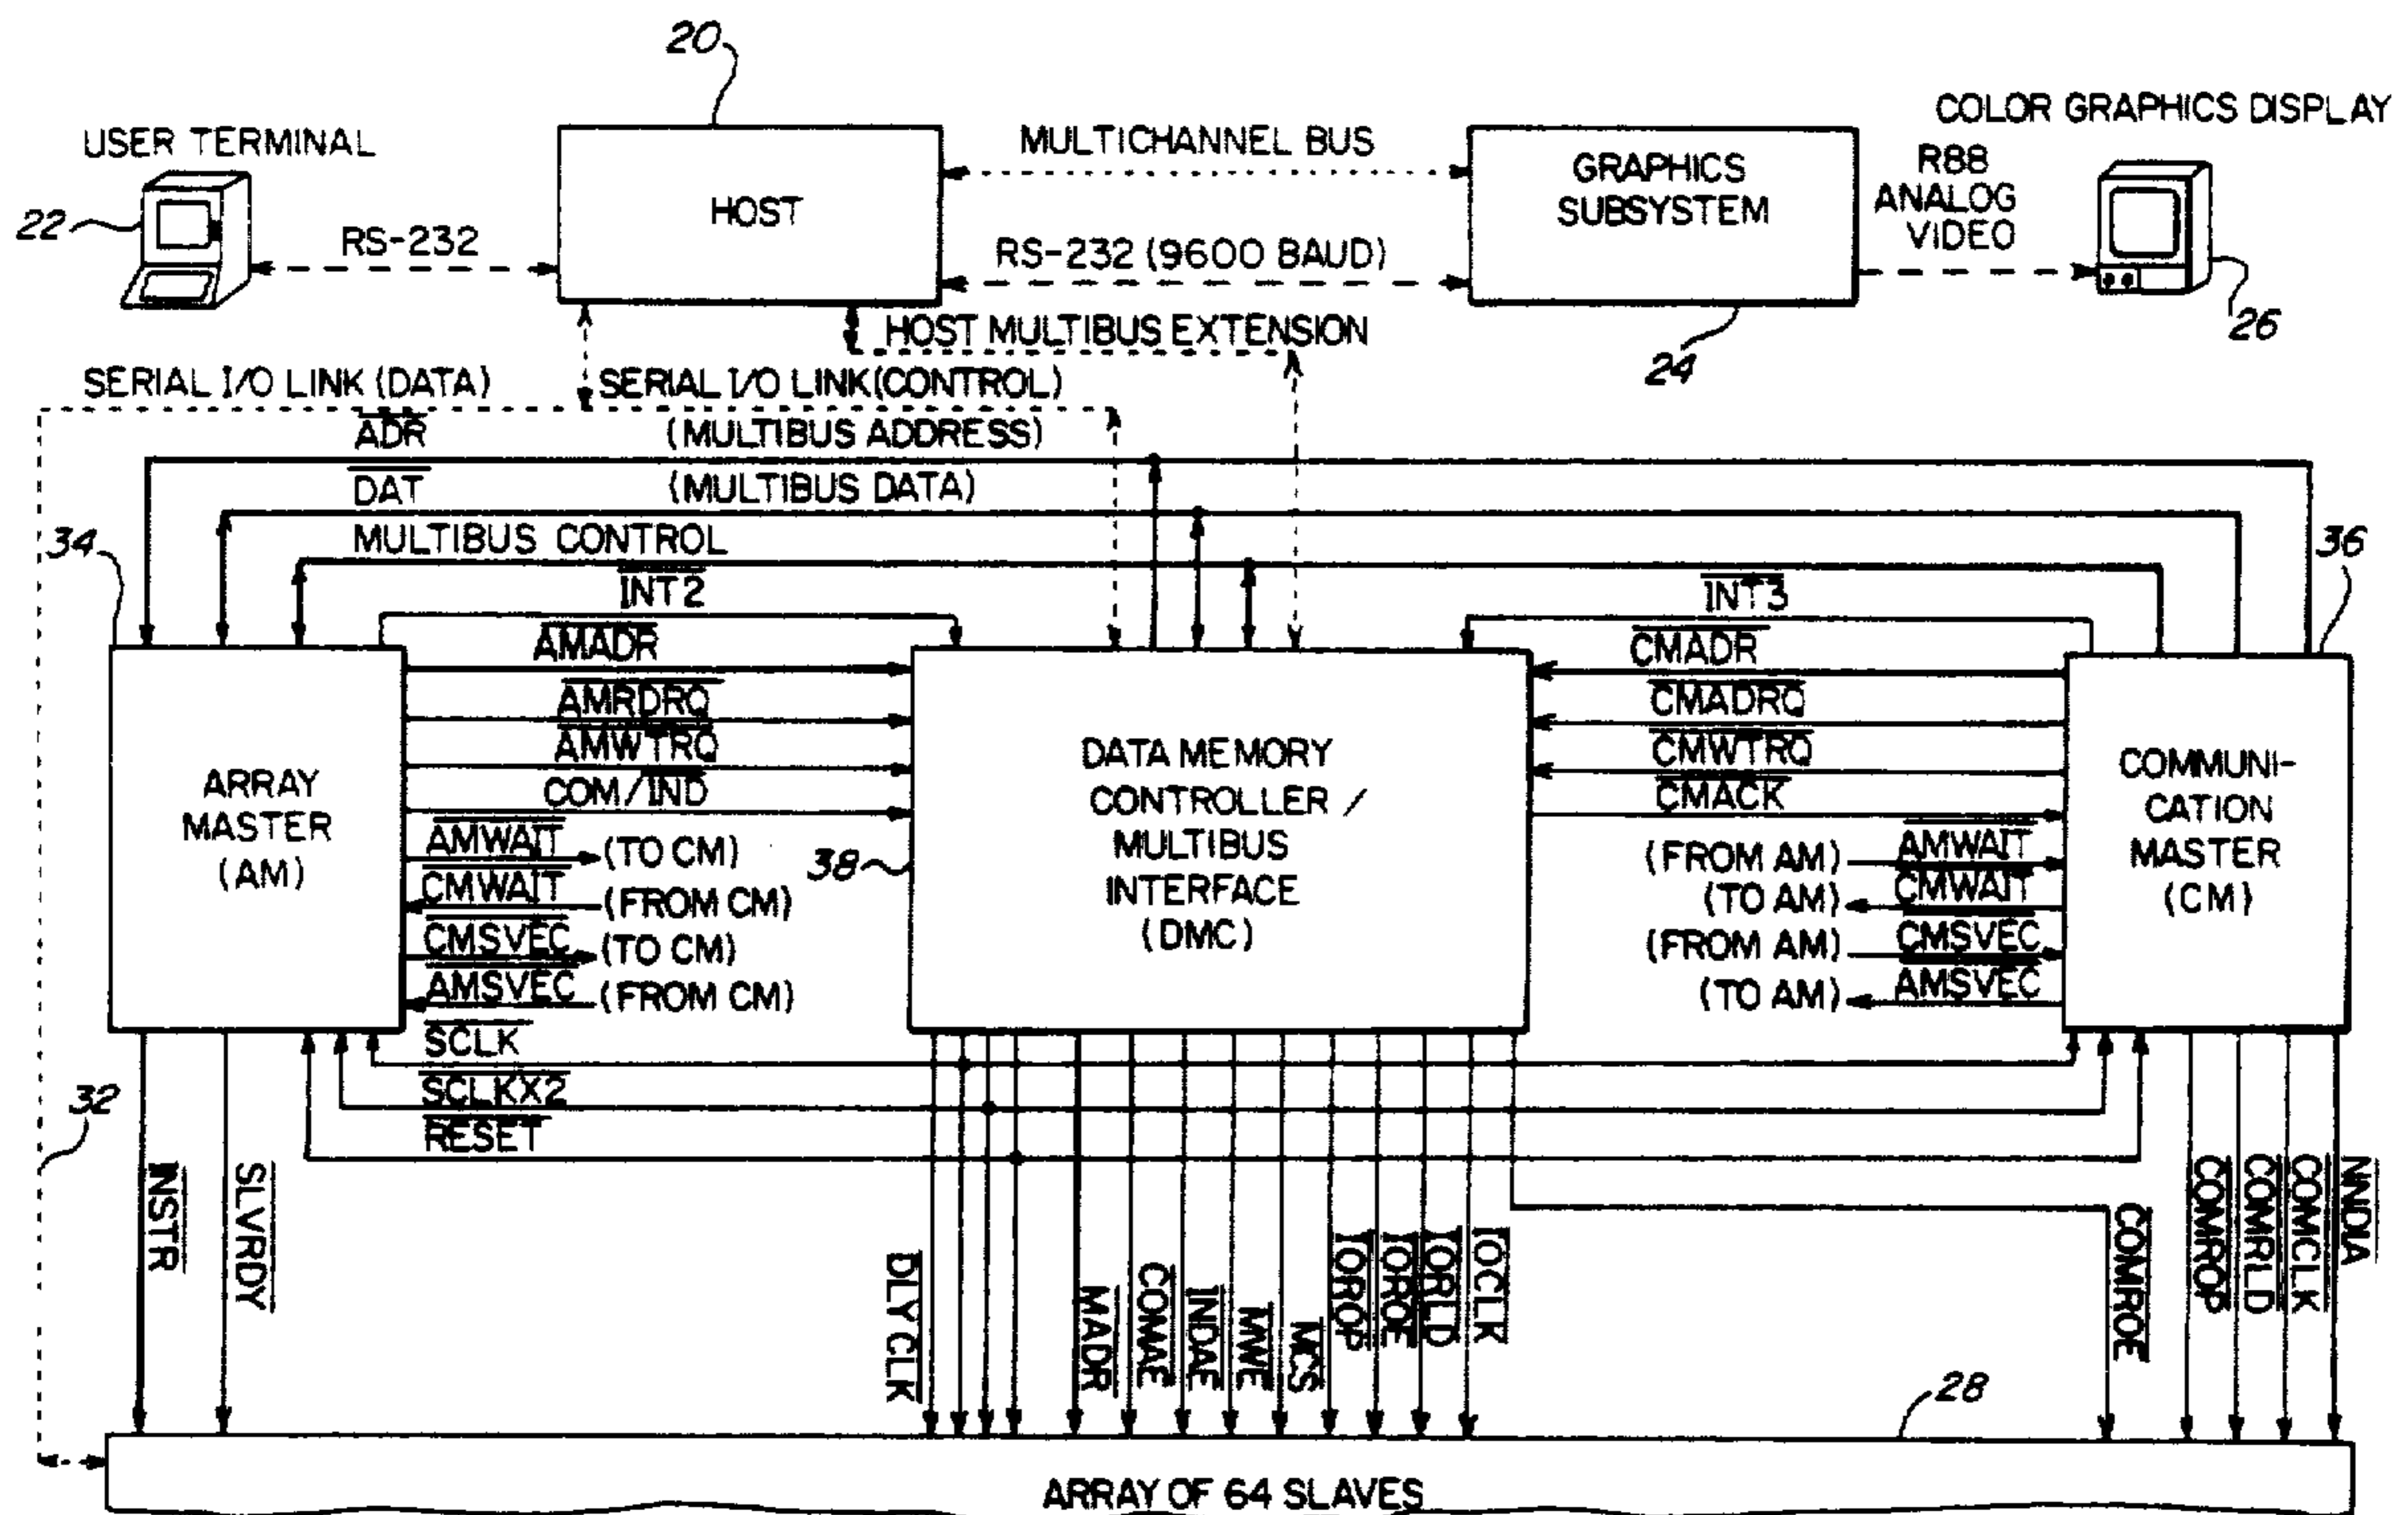 20
COLOR GRAPHICS DISPLAY
USER TERMINAL
MULTICHANNEL BUS
HOST
GRAPHICS
SUBSYSTEM
R88
ANALOG
VIDEO
22
RS-232
RS-232 (9600 BAUD)
26
HOST MULTIBUS EXTENSION
24
SERIAL I/O LINK (DATA)
SERIAL I/O LINK (CONTROL)
ADR (MULTIBUS ADDRESS)
DAT (MULTIBUS DATA)
MULTIBUS CONTROL
34
36
INT2
INT3
AMADR
AMRDRQ
AMWTRQ
COM/IND
AMWAIT (TO CM)
CMWAIT (FROM CM)
CMSVEC (TO CM)
AMSVEC (FROM CM)
ARRAY
MASTER
(AM)
38
DATA MEMORY
CONTROLLER /
MULTIBUS
INTERFACE
(DMC)
CMADR
CMADRQ
CMWTRQ
CMACK
(FROM AM) AMWAIT
(TO AM) CMWAIT
(FROM AM) CMSVEC
(TO AM) AMSVEC
COMMUNI-
CATION
MASTER
(CM)
SCLK
SCLKX2
RESET
32
INSTR
SLVRDY
DLY CLK
MADR
COMAE
INDAE
MWE
MCS
IOROP
IOROE
IORLD
IOCLK
COMROE
COMROP
COMRLD
COMCLK
NNDIA
28
ARRAY OF 64 SLAVES